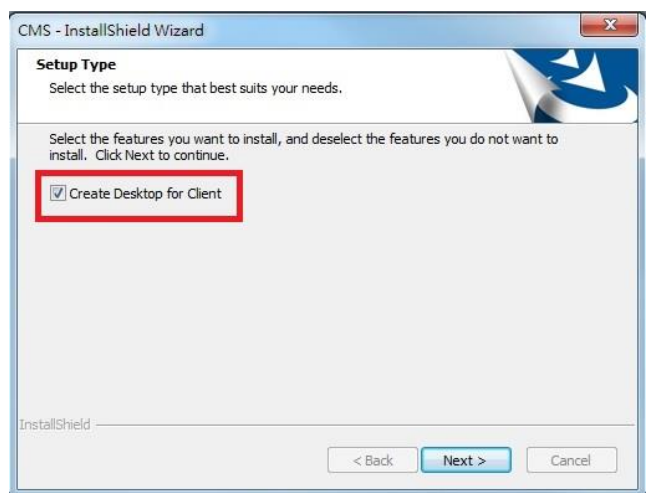 CMS - InstallShield Wizard
Setup Type
Select the setup type that best suits your needs.
Select the features you want to install, and deselect the features you do not want to
install. Click Next to continue.
Create Desktop for Client
InstallShield
< Back
Next >
Cancel